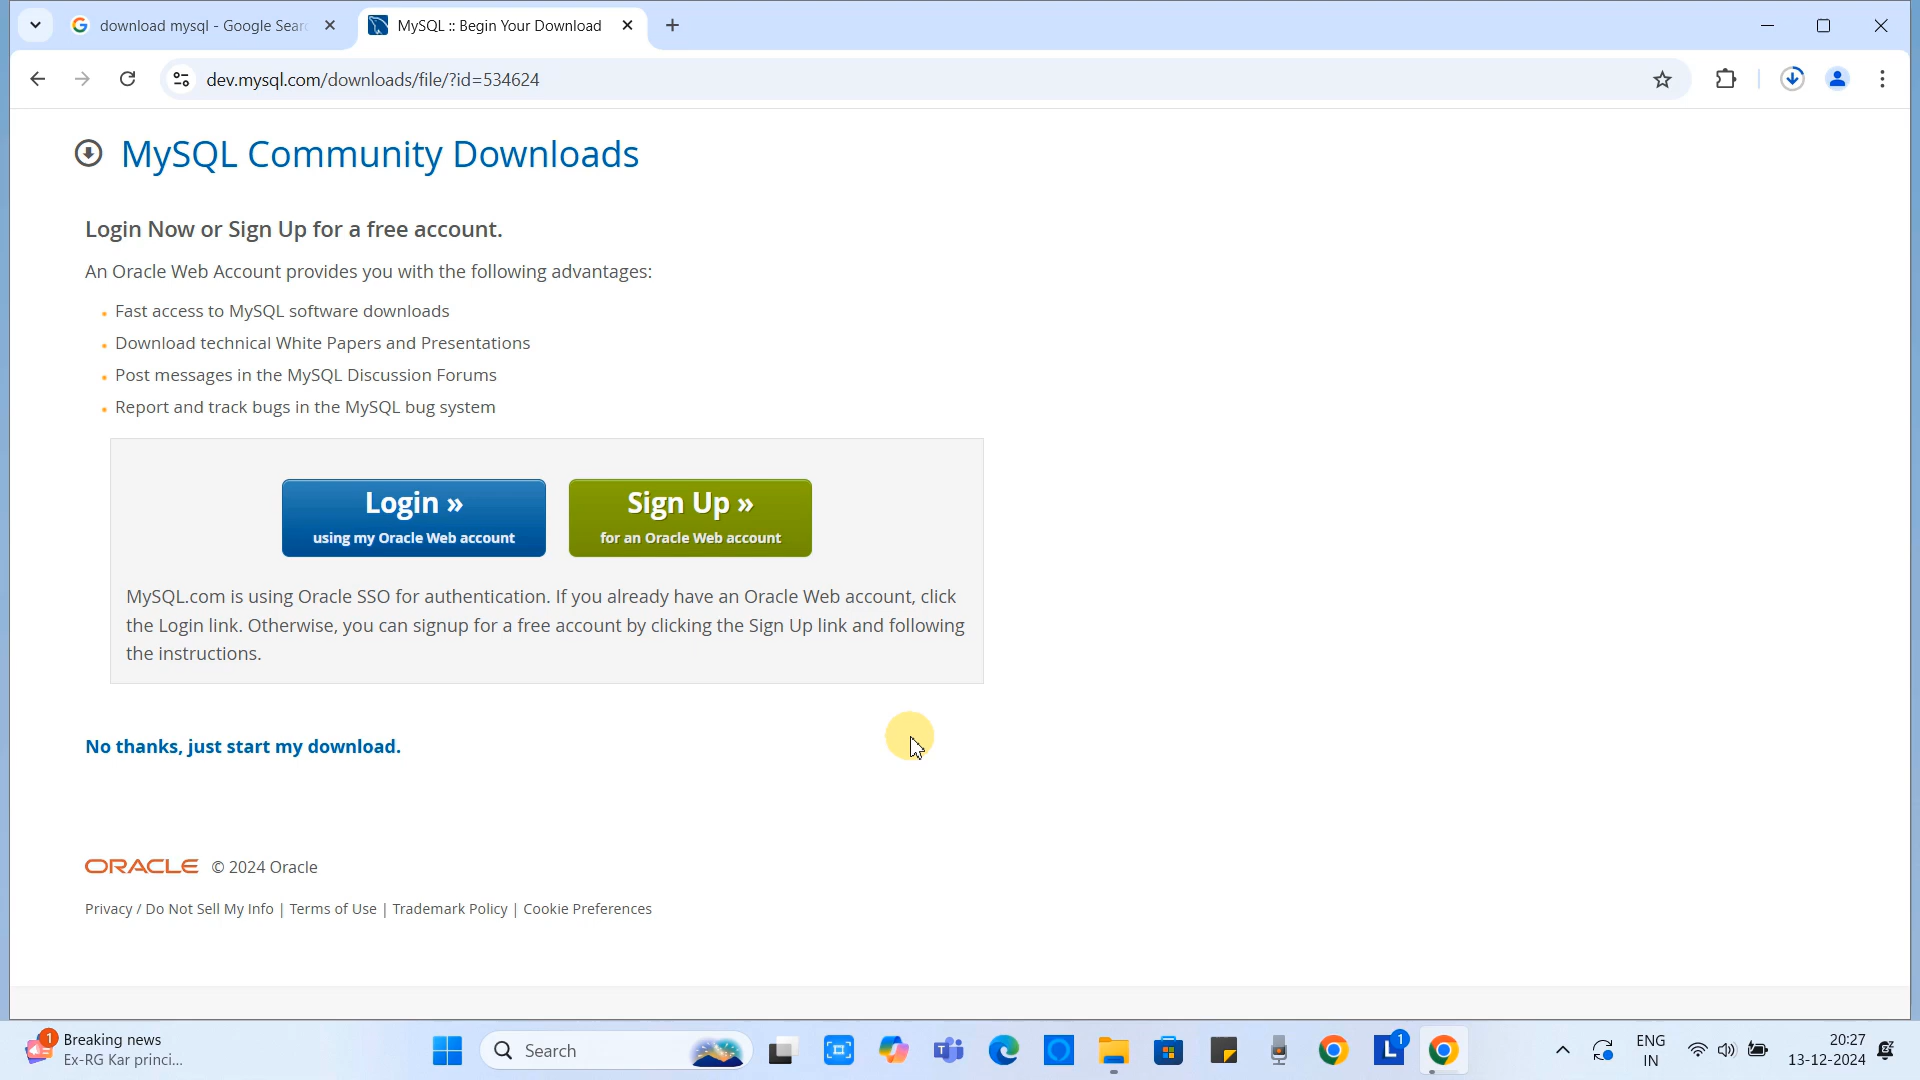 download mysql - Google Sear
MySQL :: Begin Your Download
dev.mysql.com/downloads/file/?id=534624
MySQL Community Downloads
Login Now or Sign Up for a free account.
An Oracle Web Account provides you with the following advantages:
Fast access to MySQL software downloads
Download technical White Papers and Presentations
Post messages in the MySQL Discussion Forums
Report and track bugs in the MySQL bug system
Login »
using my Oracle Web account
Sign Up »
for an Oracle Web account
MySQL.com is using Oracle SSO for authentication. If you already have an Oracle Web account, click
the Login link. Otherwise, you can signup for a free account by clicking the Sign Up link and following
the instructions.
No thanks, just start my download.
ORACLE © 2024 Oracle
Privacy / Do Not Sell My Info | Terms of Use | Trademark Policy | Cookie Preferences
1
Breaking news
Ex-RG Kar princi...
Search
L
1
ENG
IN
20:27
13-12-2024